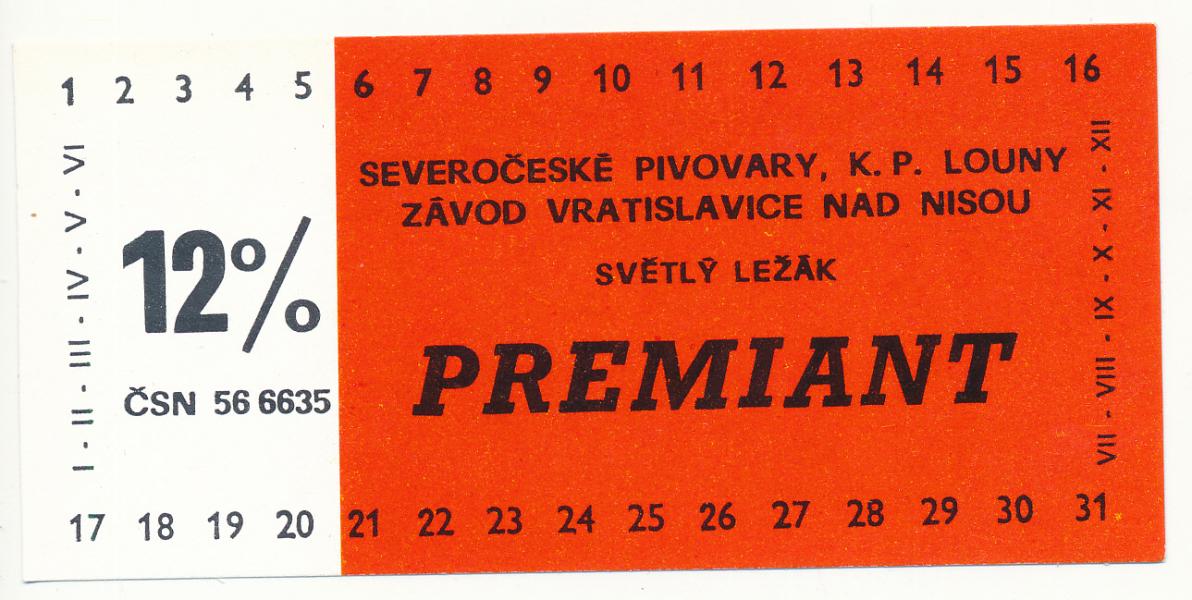 1 2 3 4 5 6 7 8 9 10 11 12 13 14 15 16
I - II - III - IV - V - VI
12%
ČSN 56 6635
SEVEROČESKÉ PIVOVARY, K. P. LOUNY
ZÁVOD VRATISLAVICE NAD NISOU
SVĚTLÝ LEŽÁK
PREMIANT
VII - VIII - IX - X - XI - XII
17 18 19 20 21 22 23 24 25 26 27 28 29 30 31